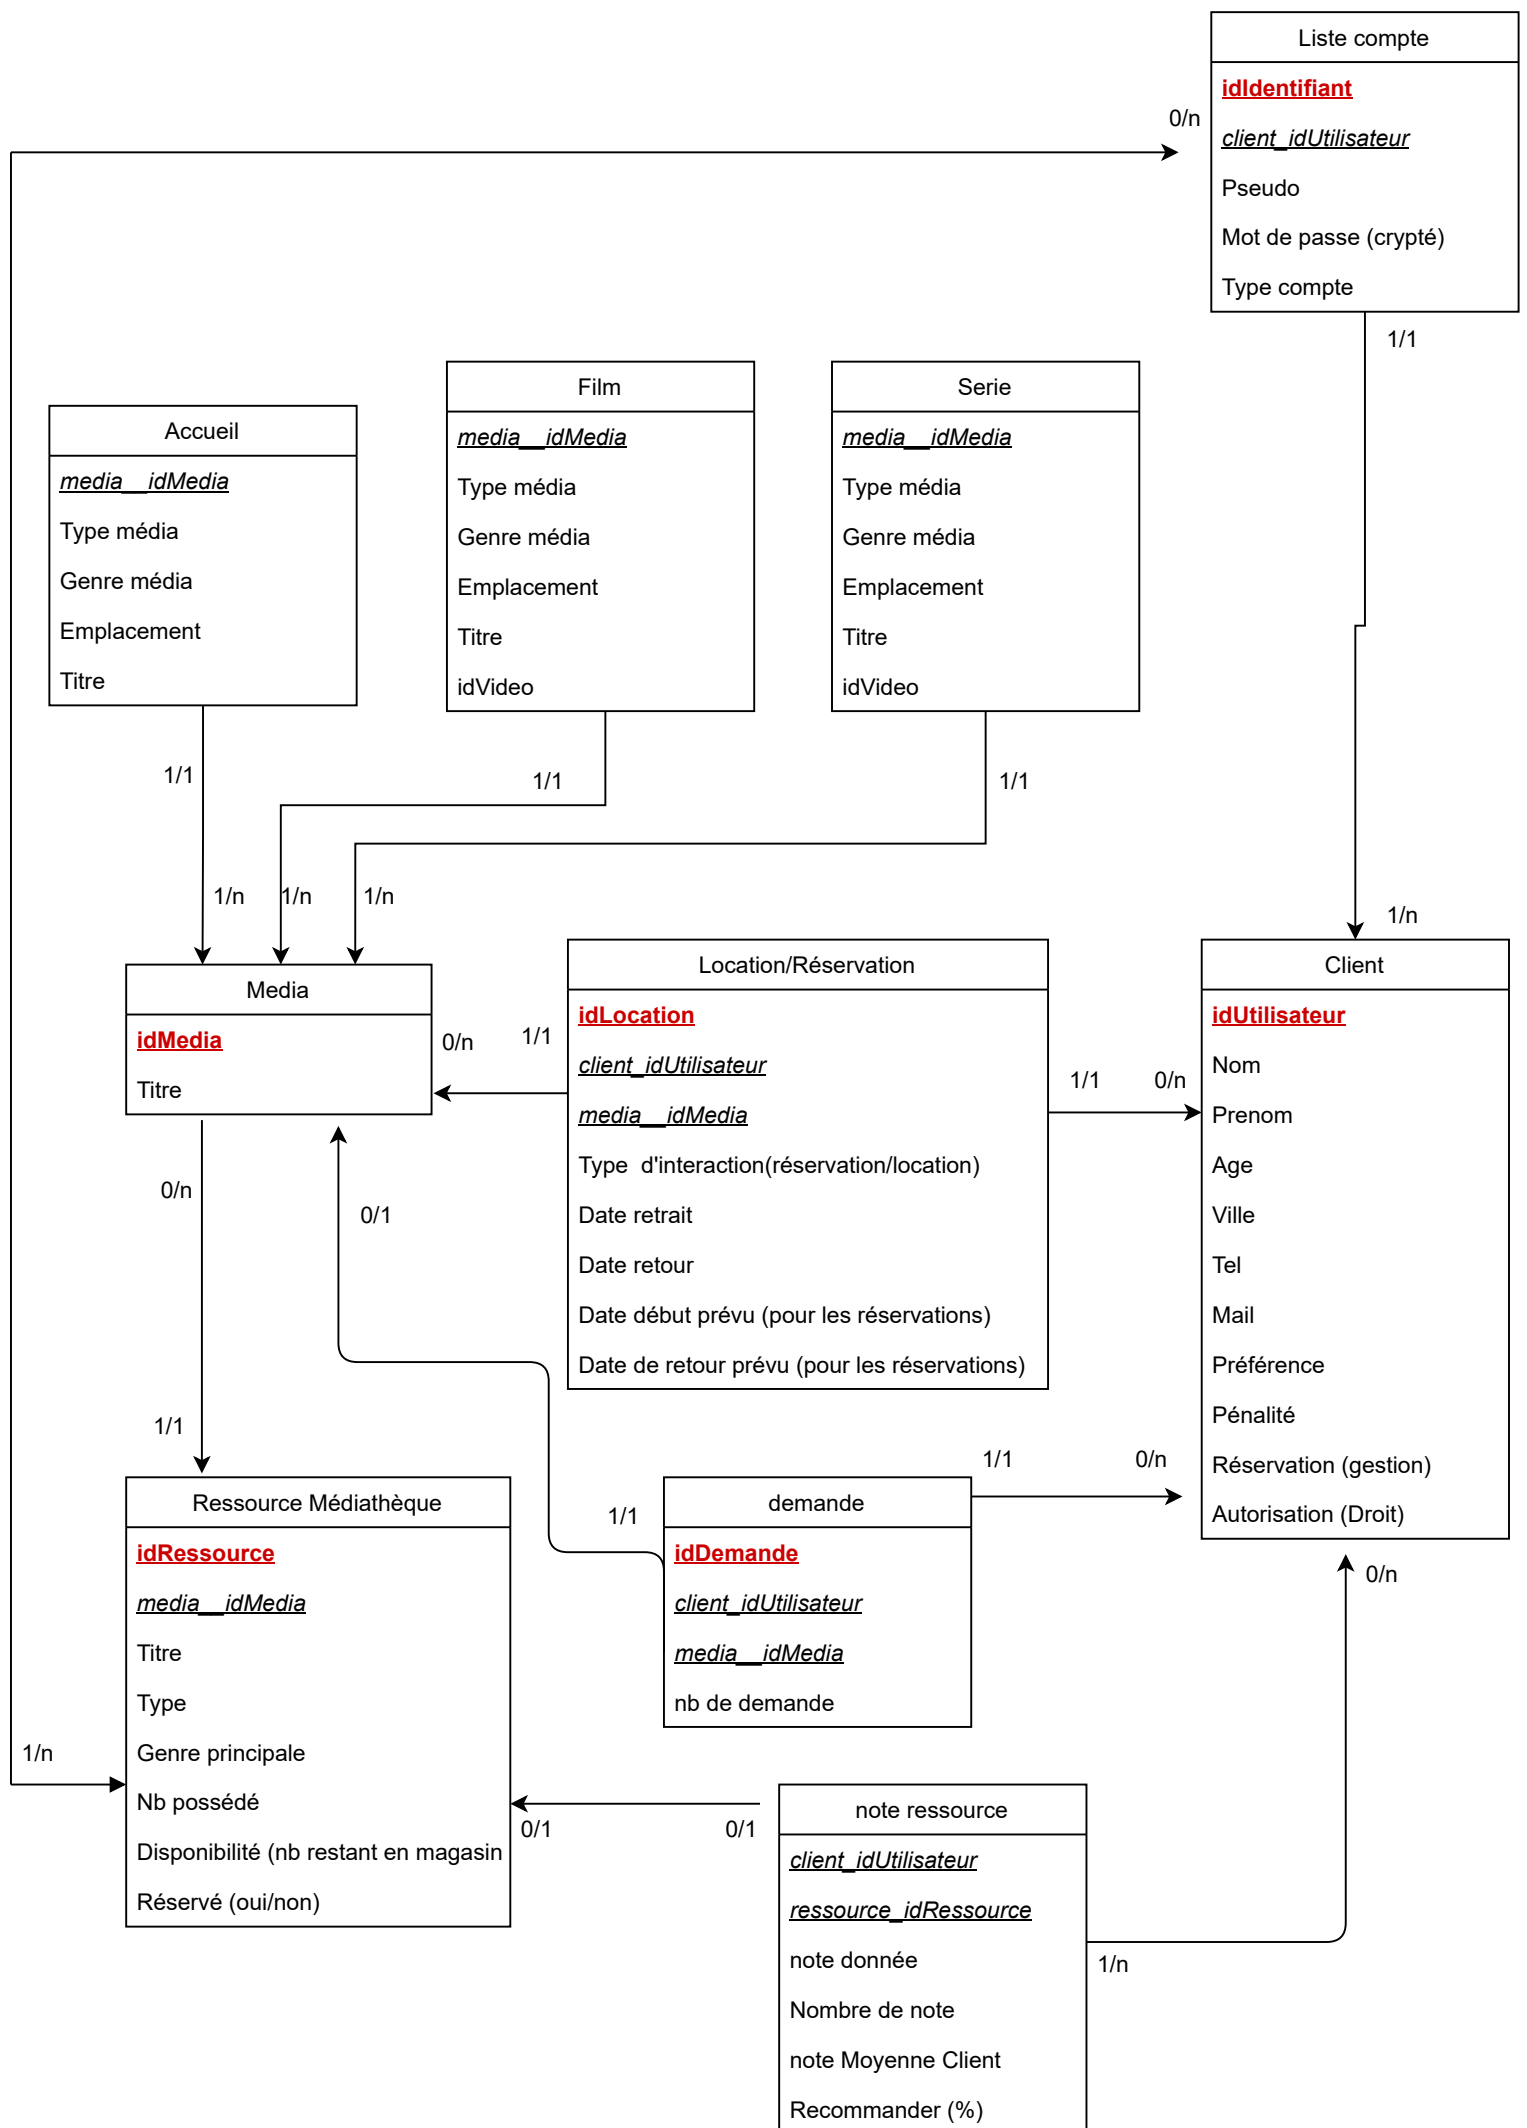 Liste compte
idIdentifiant
client_idUtilisateur
Pseudo
Mot de passe (crypté)
Type compte
0/n
1/1
Accueil
media__idMedia
Type média
Genre média
Emplacement
Titre
1/1
Film
media__idMedia
Type média
Genre média
Emplacement
Titre
idVideo
1/1
Serie
media__idMedia
Type média
Genre média
Emplacement
Titre
idVideo
1/1
1/n
1/n
1/n
1/n
Media
idMedia
Titre
0/n
1/1
Location/Réservation
idLocation
client_idUtilisateur
media__idMedia
Type  d'interaction(réservation/location)
Date retrait
Date retour
Date début prévu (pour les réservations)
Date de retour prévu (pour les réservations)
1/1
0/n
Client
idUtilisateur
Nom
Prenom
Age
Ville
Tel
Mail
Préférence
Pénalité
Réservation (gestion)
Autorisation (Droit)
0/n
0/1
1/1
1/1
1/1
0/n
0/n
Ressource Médiathèque
idRessource
media__idMedia
Titre
Type
Genre principale
Nb possédé
Disponibilité (nb restant en magasin
Réservé (oui/non)
1/n
demande
idDemande
client_idUtilisateur
media__idMedia
nb de demande
0/1
0/1
note ressource
client_idUtilisateur
ressource_idRessource
note donnée
Nombre de note
note Moyenne Client
Recommander (%)
1/n